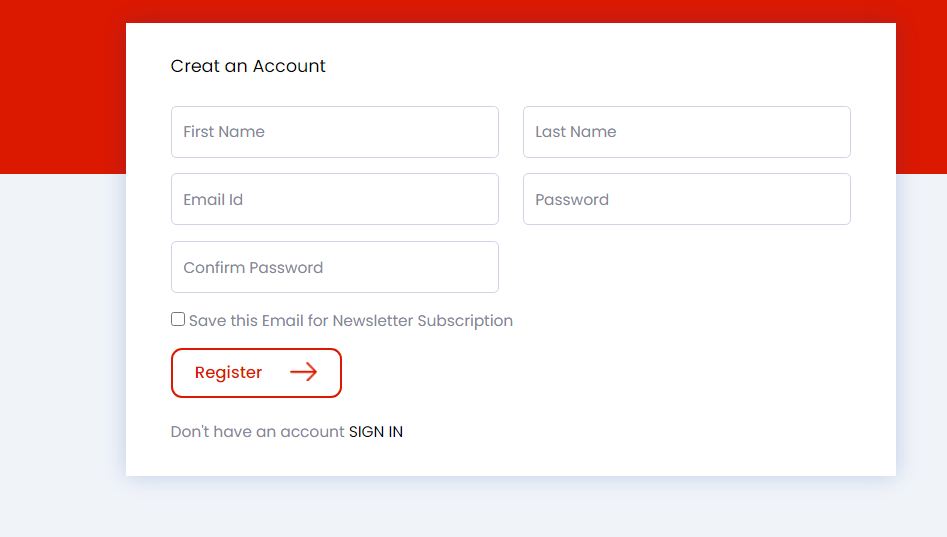 Creat an Account
First Name
Last Name
Email Id
Password
Confirm Password
Save this Email for Newsletter Subscription
Register
Don't have an account SIGN IN